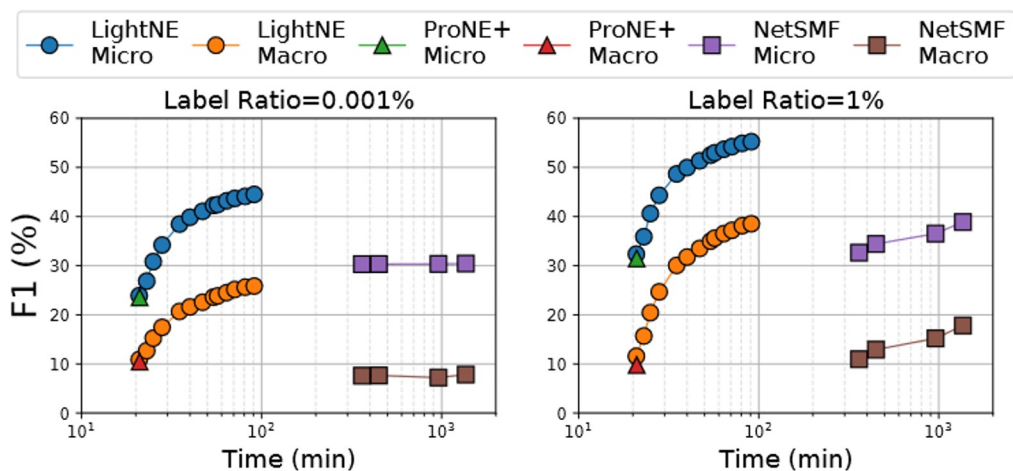 LightNE Micro
LightNE Macro
ProNE+ Micro
ProNE+ Macro
NetSMF Micro
NetSMF Macro
Label Ratio=0.001%
Label Ratio=1%
F1 (%)
60
50
40
30
20
10
0
10¹
10²
10³
Time (min)
60
50
40
30
20
10
0
10¹
10²
10³
Time (min)